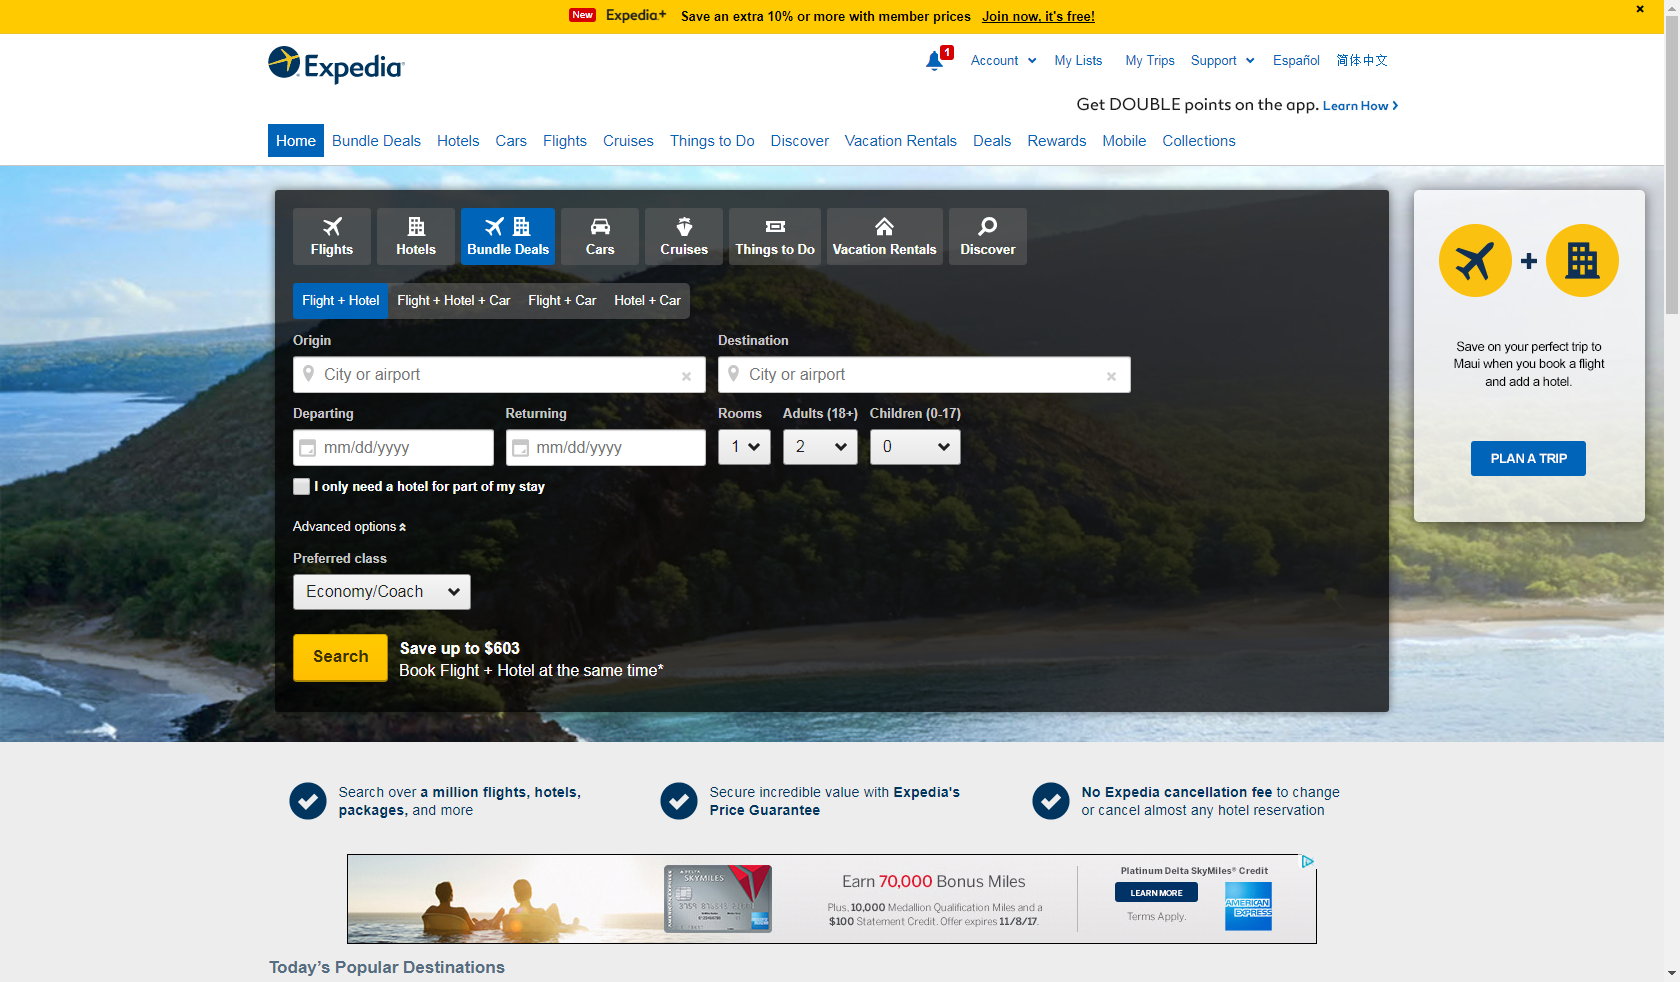 New Expedia+ Save an extra 10% or more with member prices Join now, it's free!
Expedia
1 Account My Lists My Trips Support Español 简体中文
Get DOUBLE points on the app. Learn How
Home Bundle Deals Hotels Cars Flights Cruises Things to Do Discover Vacation Rentals Deals Rewards Mobile Collections
Flights Hotels Bundle Deals Cars Cruises Things to Do Vacation Rentals Discover
Flight + Hotel Flight + Hotel + Car Flight + Car Hotel + Car
Origin Destination
City or airport City or airport
Departing Returning Rooms Adults (18+) Children (0-17)
mm/dd/yyyy mm/dd/yyyy 1 2 0
I only need a hotel for part of my stay
Advanced options
Preferred class
Economy/Coach
Search
Save up to $603
Book Flight + Hotel at the same time*
Save on your perfect trip to
Maui when you book a flight
and add a hotel.
PLAN A TRIP
Search over a million flights, hotels,
packages, and more
Secure incredible value with Expedia's
Price Guarantee
No Expedia cancellation fee to change
or cancel almost any hotel reservation
DELTA
SKYMILES
Earn 70,000 Bonus Miles
Plus, 10,000 Medallion Qualification Miles and a
$100 Statement Credit. Offer expires 11/8/17.
Platinum Delta SkyMiles® Credit
LEARN MORE
Terms Apply.
AMERICAN
EXPRESS
Today's Popular Destinations